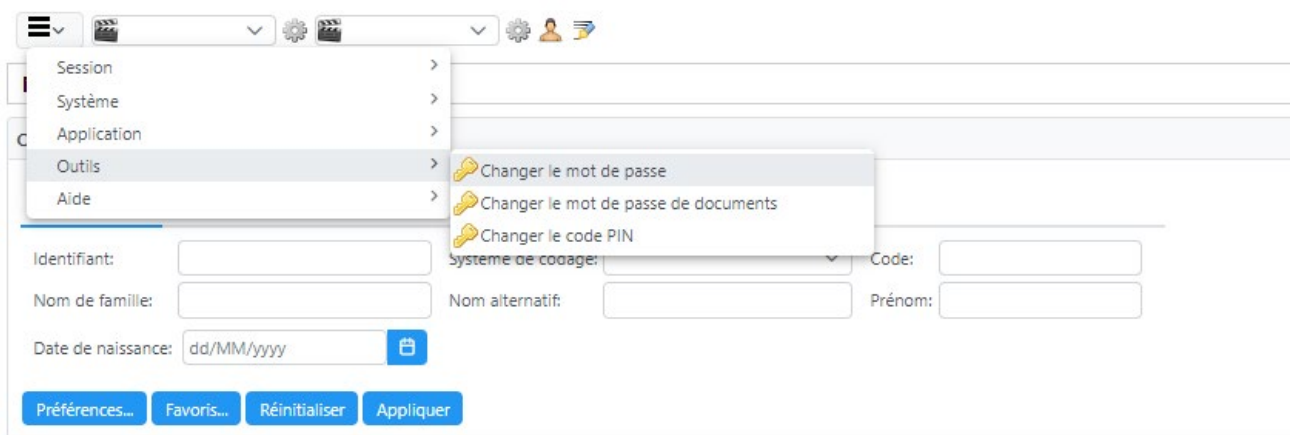 Session
Système
Application
Outils
Aide
Changer le mot de passe
Changer le mot de passe de documents
Changer le code PIN
Identifiant: Système de codage: Code:
Nom de famille: Nom alternatif: Prénom:
Date de naissance: dd/MM/yyyy
Préférences... Favoris... Réinitialiser Appliquer